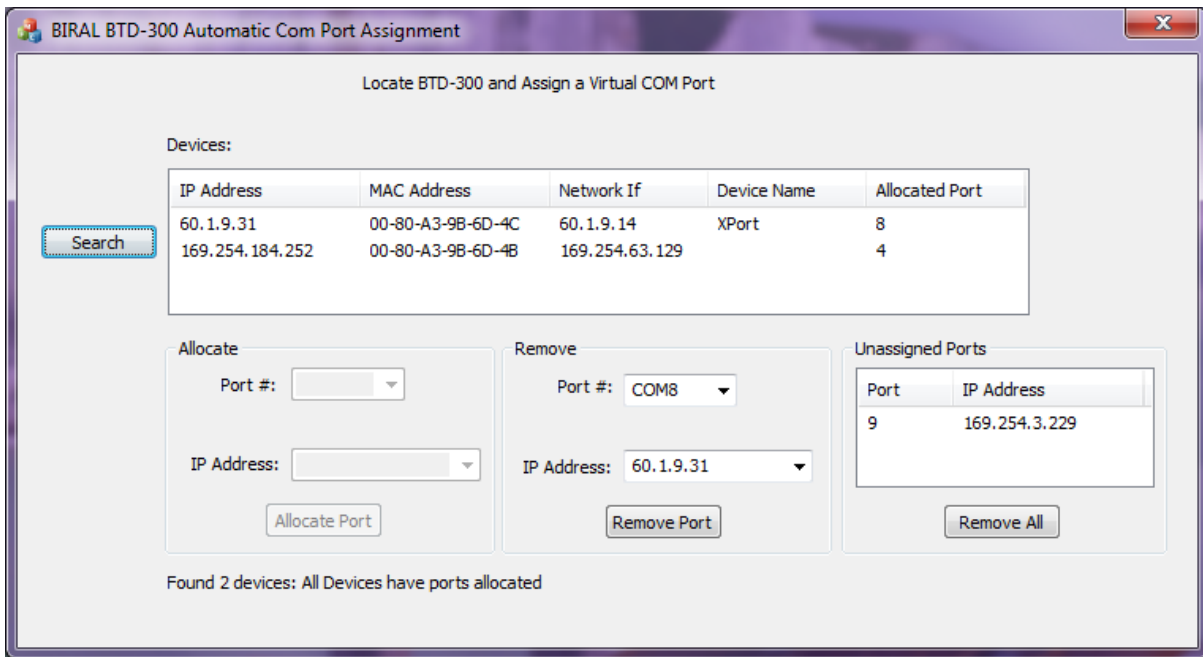 BIRAL BTD-300 Automatic Com Port Assignment
Locate BTD-300 and Assign a Virtual COM Port
Devices:
IP Address MAC Address Network If Device Name Allocated Port
60.1.9.31 00-80-A3-9B-6D-4C 60.1.9.14 XPort 8
Search
169.254.184.252 00-80-A3-9B-6D-4B 169.254.63.129 4
Allocate
Port #:
IP Address:
Allocate Port
Remove
Port #: COM8
IP Address: 60.1.9.31
Remove Port
Unassigned Ports
Port IP Address
9 169.254.3.229
Remove All
Found 2 devices: All Devices have ports allocated